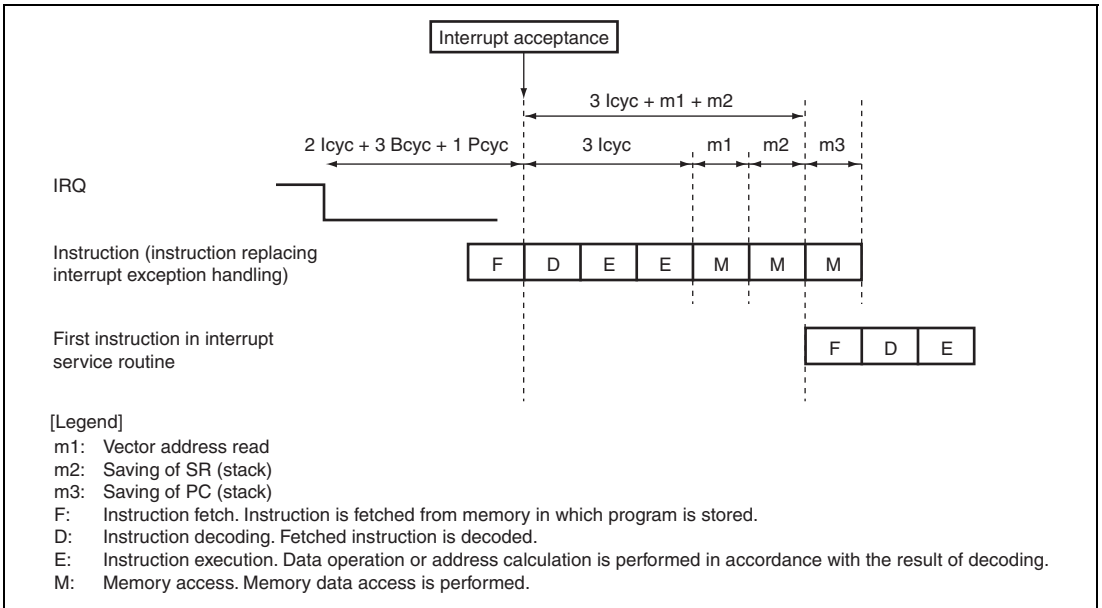 Interrupt acceptance
3 Icyc + m1 + m2
2 Icyc + 3 Bcyc + 1 Pcyc
3 Icyc
m1
m2
m3
IRQ
Instruction (instruction replacing
interrupt exception handling)
F D E E M M M
First instruction in interrupt
service routine
F D E
[Legend]
m1: Vector address read
m2: Saving of SR (stack)
m3: Saving of PC (stack)
F: Instruction fetch. Instruction is fetched from memory in which program is stored.
D: Instruction decoding. Fetched instruction is decoded.
E: Instruction execution. Data operation or address calculation is performed in accordance with the result of decoding.
M: Memory access. Memory data access is performed.